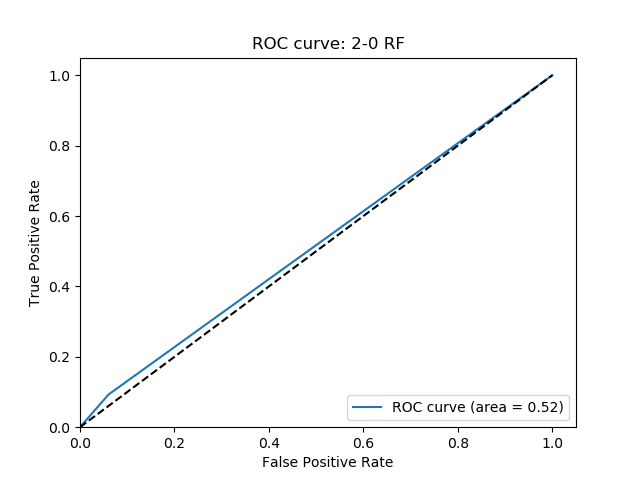 ROC curve: 2-0 RF
True Positive Rate
1.0
0.8
0.6
0.4
0.2
0.0
ROC curve (area = 0.52)
0.0 0.2 0.4 0.6 0.8 1.0
False Positive Rate